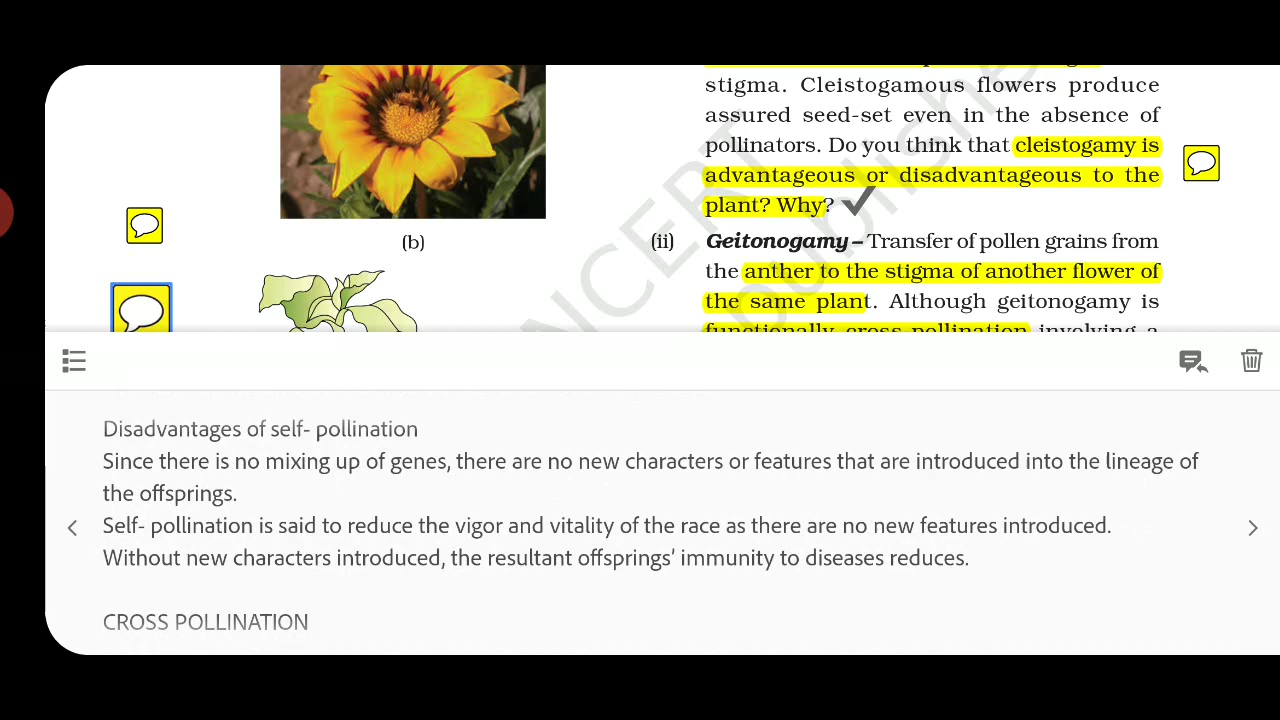 stigma. Cleistogamous flowers produce
assured seed-set even in the absence of
pollinators. Do you think that cleistogamy is
advantageous or disadvantageous to the
plant? Why?
(b)
(ii) Geitonogamy – Transfer of pollen grains from
the anther to the stigma of another flower of
the same plant. Although geitonogamy is
functionally cross-pollination involving a
NCERT
Disadvantages of self- pollination
Since there is no mixing up of genes, there are no new characters or features that are introduced into the lineage of
the offsprings.
Self- pollination is said to reduce the vigor and vitality of the race as there are no new features introduced.
Without new characters introduced, the resultant offsprings' immunity to diseases reduces.
CROSS POLLINATION